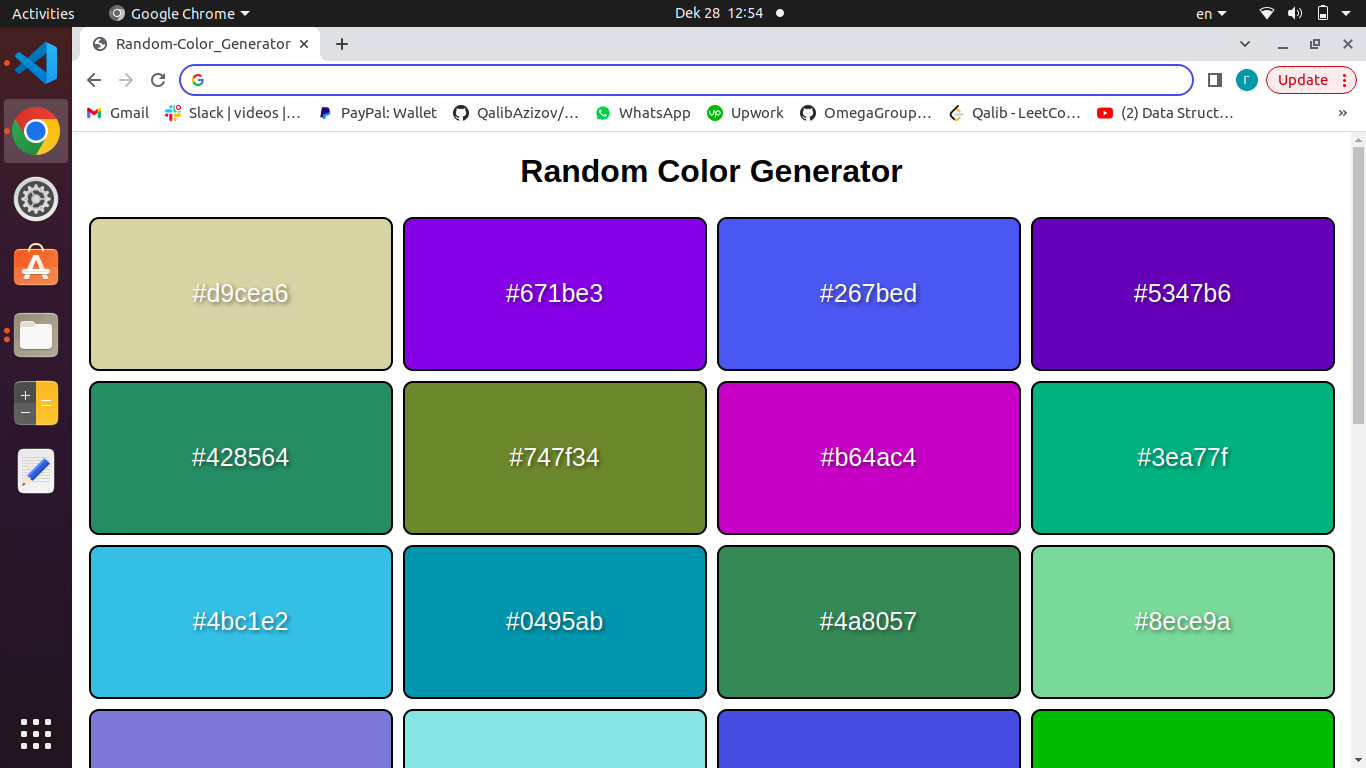 Activities Google Chrome Dek 28 12:54 en
Random-Color_Generator
Г Update
Gmail Slack | videos |… PayPal: Wallet QalibAzizov/… WhatsApp up Upwork OmegaGroup… Qalib - LeetCo… (2) Data Struct… »
Random Color Generator
#d9cea6 #671be3 #267bed #5347b6
#428564 #747f34 #b64ac4 #3ea77f
#4bc1e2 #0495ab #4a8057 #8ece9a